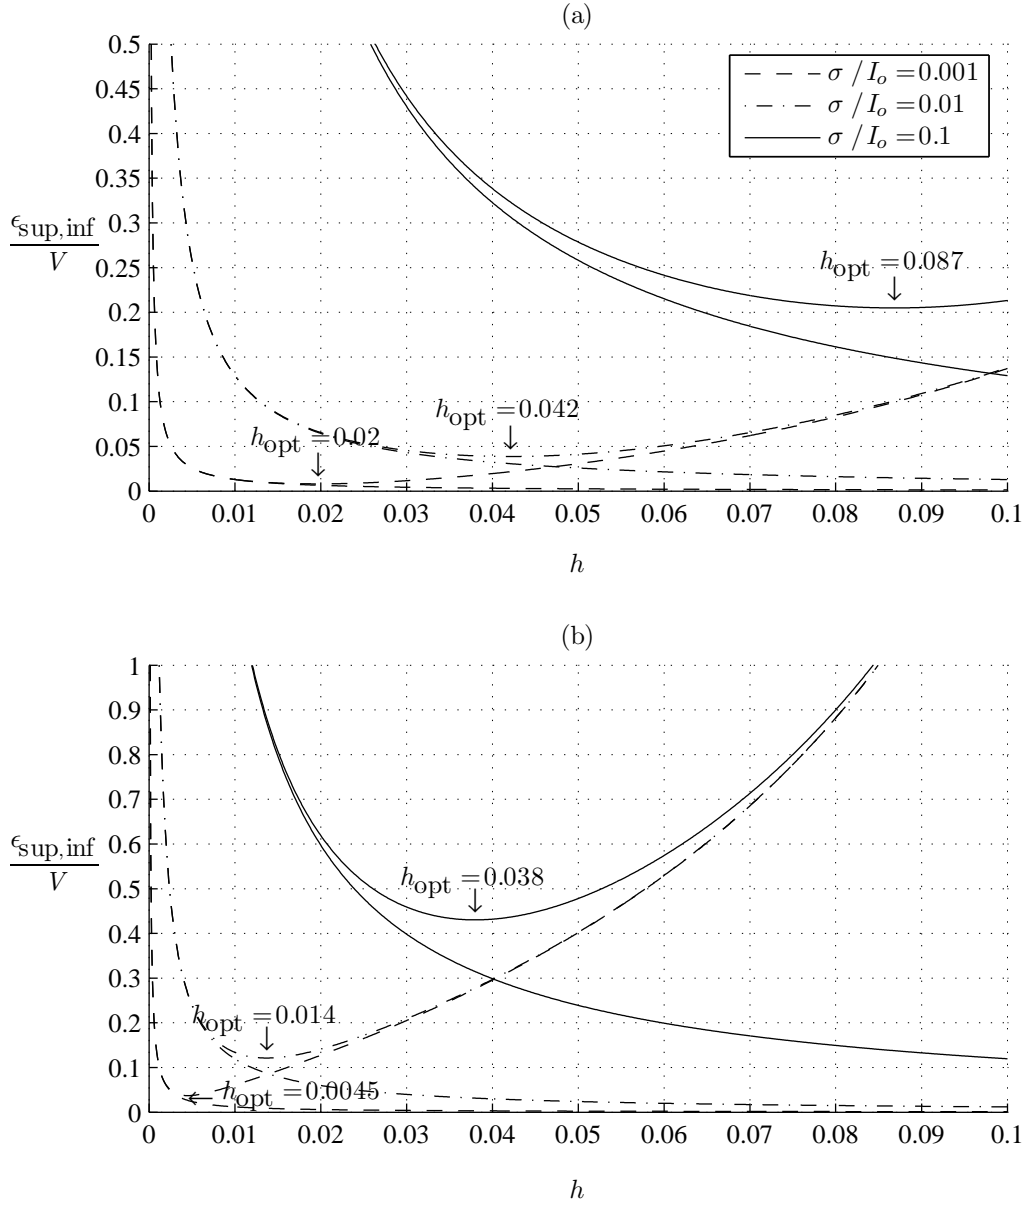 (a)
0.5
0.45
0.4
0.35
0.3
0.25
0.2
0.15
0.1
0.05
0
ϵsup,inf
V
σ / Io = 0.001
σ / Io = 0.01
σ / Io = 0.1
hopt = 0.087
hopt = 0.042
hopt = 0.02
0 0.01 0.02 0.03 0.04 0.05 0.06 0.07 0.08 0.09 0.1
h
(b)
1
0.9
0.8
0.7
0.6
0.5
0.4
0.3
0.2
0.1
0
ϵsup,inf
V
hopt = 0.038
hopt = 0.014
hopt = 0.0045
0 0.01 0.02 0.03 0.04 0.05 0.06 0.07 0.08 0.09 0.1
h